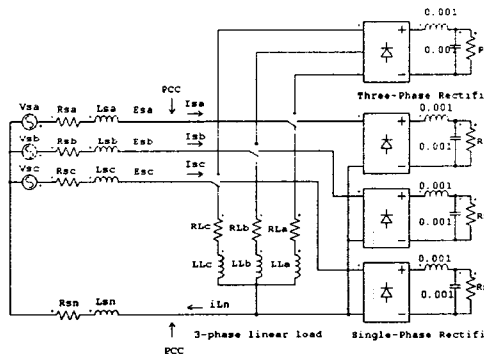 0.001
0.001
P
Three-Phase Rectifi
PCC
Vsa Rsa Lsa Esa Isa
0.001
0.001
R
Vsb Rsb Lsb Esb Isb
Vsc Rsc Lsc Esc Isc
0.001
0.001
R
RLc RLb RLa
LLc LLb LLa
0.001
0.001
R
Rsn Lsn iLn
3-phase linear load
Single-Phase Rectifi
PCC